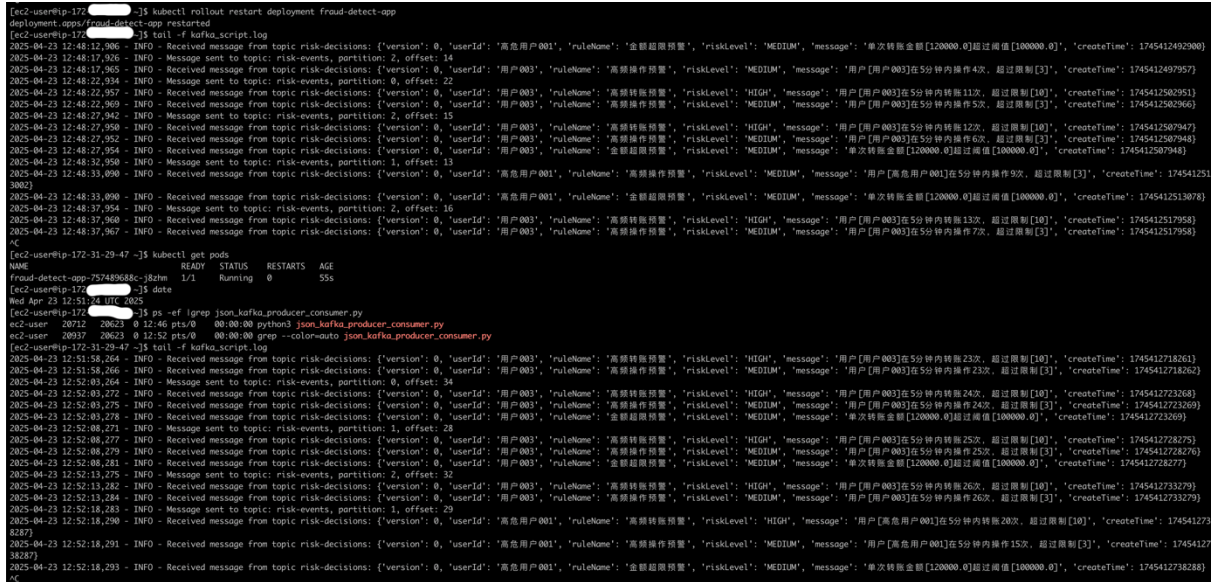 [ec2-user@ip-172 ~]$ kubectl rollout restart deployment fraud-detect-app
deployment.apps/fraud-detect-app restarted
[ec2-user@ip-172 ~]$ tail -f kafka_script.log
2025-04-23 12:48:12,906 - INFO - Received message from topic risk-decisions: {'version': 0, 'userId': '高危用户001', 'ruleName': '金额超限预警', 'riskLevel': 'MEDIUM', 'message': '单次转账金额[120000.0]超过阈值[100000.0]', 'createTime': 1745412492900}
2025-04-23 12:48:17,926 - INFO - Message sent to topic: risk-events, partition: 2, offset: 14
2025-04-23 12:48:17,965 - INFO - Received message from topic risk-decisions: {'version': 0, 'userId': '用户003', 'ruleName': '高频操作预警', 'riskLevel': 'MEDIUM', 'message': '用户[用户003]在5分钟内操作4次，超过限制[3]', 'createTime': 1745412497957}
2025-04-23 12:48:22,934 - INFO - Message sent to topic: risk-events, partition: 0, offset: 22
2025-04-23 12:48:22,957 - INFO - Received message from topic risk-decisions: {'version': 0, 'userId': '用户003', 'ruleName': '高频转账预警', 'riskLevel': 'HIGH', 'message': '用户[用户003]在5分钟内转账11次，超过限制[10]', 'createTime': 1745412502951}
2025-04-23 12:48:22,969 - INFO - Received message from topic risk-decisions: {'version': 0, 'userId': '用户003', 'ruleName': '高频操作预警', 'riskLevel': 'MEDIUM', 'message': '用户[用户003]在5分钟内操作5次，超过限制[3]', 'createTime': 1745412502966}
2025-04-23 12:48:27,942 - INFO - Message sent to topic: risk-events, partition: 2, offset: 15
2025-04-23 12:48:27,950 - INFO - Received message from topic risk-decisions: {'version': 0, 'userId': '用户003', 'ruleName': '高频转账预警', 'riskLevel': 'HIGH', 'message': '用户[用户003]在5分钟内转账12次，超过限制[10]', 'createTime': 1745412507947}
2025-04-23 12:48:27,952 - INFO - Received message from topic risk-decisions: {'version': 0, 'userId': '用户003', 'ruleName': '高频操作预警', 'riskLevel': 'MEDIUM', 'message': '用户[用户003]在5分钟内操作6次，超过限制[3]', 'createTime': 1745412507948}
2025-04-23 12:48:27,954 - INFO - Received message from topic risk-decisions: {'version': 0, 'userId': '用户003', 'ruleName': '金额超限预警', 'riskLevel': 'MEDIUM', 'message': '单次转账金额[120000.0]超过阈值[100000.0]', 'createTime': 1745412507948}
2025-04-23 12:48:32,950 - INFO - Message sent to topic: risk-events, partition: 1, offset: 13
2025-04-23 12:48:33,090 - INFO - Received message from topic risk-decisions: {'version': 0, 'userId': '高危用户001', 'ruleName': '高频操作预警', 'riskLevel': 'MEDIUM', 'message': '用户[高危用户001]在5分钟内操作9次，超过限制[3]', 'createTime': 174541251
3002}
2025-04-23 12:48:33,090 - INFO - Received message from topic risk-decisions: {'version': 0, 'userId': '高危用户001', 'ruleName': '金额超限预警', 'riskLevel': 'MEDIUM', 'message': '单次转账金额[120000.0]超过阈值[100000.0]', 'createTime': 1745412513078}
2025-04-23 12:48:37,954 - INFO - Message sent to topic: risk-events, partition: 2, offset: 16
2025-04-23 12:48:37,960 - INFO - Received message from topic risk-decisions: {'version': 0, 'userId': '用户003', 'ruleName': '高频转账预警', 'riskLevel': 'HIGH', 'message': '用户[用户003]在5分钟内转账13次，超过限制[10]', 'createTime': 1745412517958}
2025-04-23 12:48:37,967 - INFO - Received message from topic risk-decisions: {'version': 0, 'userId': '用户003', 'ruleName': '高频操作预警', 'riskLevel': 'MEDIUM', 'message': '用户[用户003]在5分钟内操作7次，超过限制[3]', 'createTime': 1745412517958}
^C
[ec2-user@ip-172-31-29-47 ~]$ kubectl get pods
NAME READY STATUS RESTARTS AGE
fraud-detect-app-757489688c-j8zhm 1/1 Running 0 55s
[ec2-user@ip-172 ~]$ date
Wed Apr 23 12:51:24 UTC 2025
[ec2-user@ip-172 ~]$ ps -ef |grep json_kafka_producer_consumer.py
ec2-user 20712 20623 0 12:46 pts/0 00:00:00 python3 json_kafka_producer_consumer.py
ec2-user 20937 20623 0 12:52 pts/0 00:00:00 grep --color=auto json_kafka_producer_consumer.py
[ec2-user@ip-172-31-29-47 ~]$ tail -f kafka_script.log
2025-04-23 12:51:58,264 - INFO - Received message from topic risk-decisions: {'version': 0, 'userId': '用户003', 'ruleName': '高频转账预警', 'riskLevel': 'HIGH', 'message': '用户[用户003]在5分钟内转账23次，超过限制[10]', 'createTime': 1745412718261}
2025-04-23 12:51:58,266 - INFO - Received message from topic risk-decisions: {'version': 0, 'userId': '用户003', 'ruleName': '高频操作预警', 'riskLevel': 'MEDIUM', 'message': '用户[用户003]在5分钟内操作23次，超过限制[3]', 'createTime': 1745412718262}
2025-04-23 12:52:03,264 - INFO - Message sent to topic: risk-events, partition: 0, offset: 34
2025-04-23 12:52:03,272 - INFO - Received message from topic risk-decisions: {'version': 0, 'userId': '用户003', 'ruleName': '高频转账预警', 'riskLevel': 'HIGH', 'message': '用户[用户003]在5分钟内转账24次，超过限制[10]', 'createTime': 1745412723268}
2025-04-23 12:52:03,275 - INFO - Received message from topic risk-decisions: {'version': 0, 'userId': '用户003', 'ruleName': '高频操作预警', 'riskLevel': 'MEDIUM', 'message': '用户[用户003]在5分钟内操作24次，超过限制[3]', 'createTime': 1745412723269}
2025-04-23 12:52:03,278 - INFO - Received message from topic risk-decisions: {'version': 0, 'userId': '用户003', 'ruleName': '金额超限预警', 'riskLevel': 'MEDIUM', 'message': '单次转账金额[120000.0]超过阈值[100000.0]', 'createTime': 1745412723269}
2025-04-23 12:52:08,271 - INFO - Message sent to topic: risk-events, partition: 1, offset: 28
2025-04-23 12:52:08,277 - INFO - Received message from topic risk-decisions: {'version': 0, 'userId': '用户003', 'ruleName': '高频转账预警', 'riskLevel': 'HIGH', 'message': '用户[用户003]在5分钟内转账25次，超过限制[10]', 'createTime': 1745412728275}
2025-04-23 12:52:08,279 - INFO - Received message from topic risk-decisions: {'version': 0, 'userId': '用户003', 'ruleName': '高频操作预警', 'riskLevel': 'MEDIUM', 'message': '用户[用户003]在5分钟内操作25次，超过限制[3]', 'createTime': 1745412728276}
2025-04-23 12:52:08,281 - INFO - Received message from topic risk-decisions: {'version': 0, 'userId': '用户003', 'ruleName': '金额超限预警', 'riskLevel': 'MEDIUM', 'message': '单次转账金额[120000.0]超过阈值[100000.0]', 'createTime': 1745412728277}
2025-04-23 12:52:13,275 - INFO - Message sent to topic: risk-events, partition: 2, offset: 32
2025-04-23 12:52:13,282 - INFO - Received message from topic risk-decisions: {'version': 0, 'userId': '用户003', 'ruleName': '高频转账预警', 'riskLevel': 'HIGH', 'message': '用户[用户003]在5分钟内转账26次，超过限制[10]', 'createTime': 1745412733279}
2025-04-23 12:52:13,284 - INFO - Received message from topic risk-decisions: {'version': 0, 'userId': '用户003', 'ruleName': '高频操作预警', 'riskLevel': 'MEDIUM', 'message': '用户[用户003]在5分钟内操作26次，超过限制[3]', 'createTime': 1745412733279}
2025-04-23 12:52:18,283 - INFO - Message sent to topic: risk-events, partition: 1, offset: 29
2025-04-23 12:52:18,290 - INFO - Received message from topic risk-decisions: {'version': 0, 'userId': '高危用户001', 'ruleName': '高频转账预警', 'riskLevel': 'HIGH', 'message': '用户[高危用户001]在5分钟内转账20次，超过限制[10]', 'createTime': 174541273
8287}
2025-04-23 12:52:18,291 - INFO - Received message from topic risk-decisions: {'version': 0, 'userId': '高危用户001', 'ruleName': '高频操作预警', 'riskLevel': 'MEDIUM', 'message': '用户[高危用户001]在5分钟内操作15次，超过限制[3]', 'createTime': 17454127
38287}
2025-04-23 12:52:18,293 - INFO - Received message from topic risk-decisions: {'version': 0, 'userId': '高危用户001', 'ruleName': '金额超限预警', 'riskLevel': 'MEDIUM', 'message': '单次转账金额[120000.0]超过阈值[100000.0]', 'createTime': 1745412738288}
^C